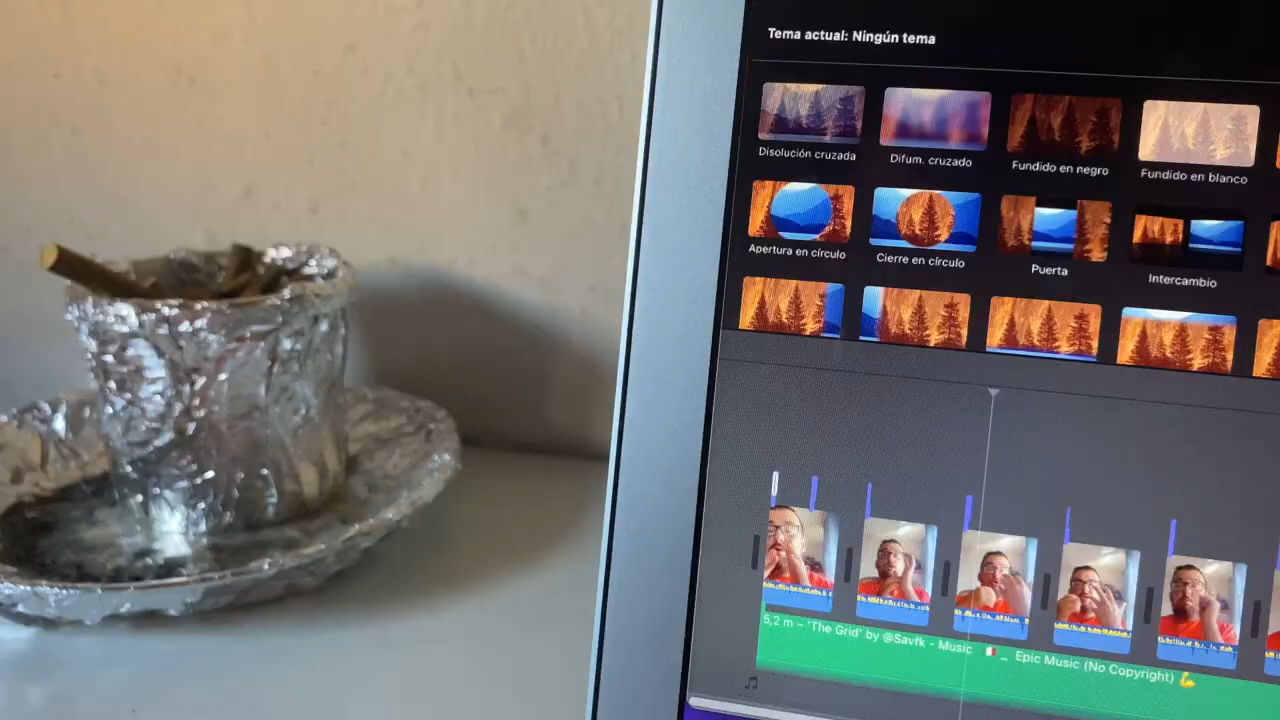 Tema actual: Ningún tema
Disolución cruzada
Difum. cruzado
Fundido en negro
Fundido en blanco
Apertura en círculo
Cierre en círculo
Puerta
Intercambio
5,2 m – 'The Grid' by @Savfk - Music 🇲🇹 _ Epic Music (No Copyright) 💪